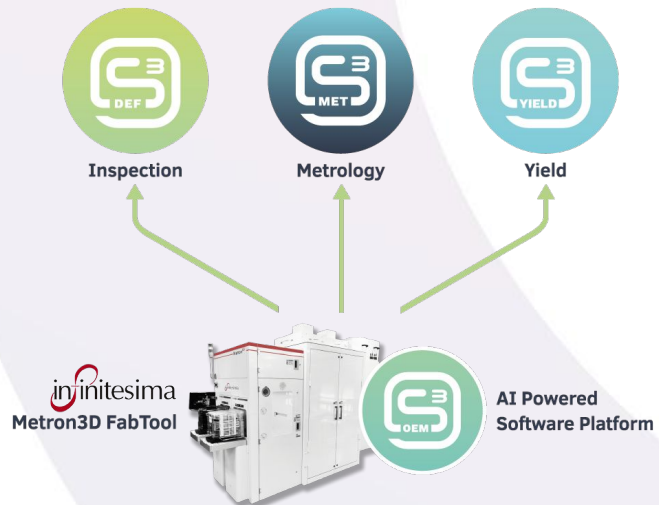 S3 DEF
S3 MET
S3 YIELD
Inspection
Metrology
Yield
infinitesima
Metron3D FabTool
S3 OEM
AI Powered
Software Platform